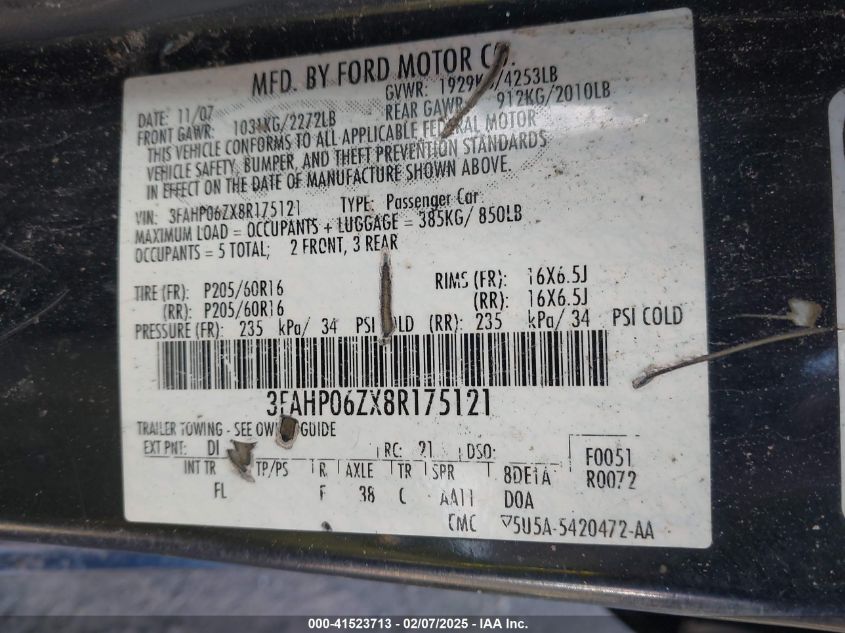 MFD. BY FORD MOTOR CO.
DATE: 11/07 GVWR: 1929KG/4253LB
FRONT GAWR: 1031KG/2272LB REAR GAWR: 912KG/2010LB
THIS VEHICLE CONFORMS TO ALL APPLICABLE FEDERAL MOTOR
VEHICLE SAFETY, BUMPER, AND THEFT PREVENTION STANDARDS
IN EFFECT ON THE DATE OF MANUFACTURE SHOWN ABOVE.
VIN: 3FAHP06ZX8R175121 TYPE: Passenger Car
MAXIMUM LOAD = OCCUPANTS + LUGGAGE = 385KG/ 850LB
OCCUPANTS = 5 TOTAL; 2 FRONT, 3 REAR
TIRE (FR): P205/60R16 RIMS (FR): 16X6.5J
(RR): P205/60R16 (RR): 16X6.5J
PRESSURE (FR): 235 kPa/ 34 PSI COLD (RR): 235 kPa/ 34 PSI COLD
3FAHP06ZX8R175121
TRAILER TOWING - SEE GUIDE
EXT PNT: RC: 21 DSO: F0051
INT TR TP/PS R AXLE TR SPR 8DE1A R0072
FL F 38 C AA11 D0A
CMC ▽5U5A-5420472-AA
000-41523713 - 02/07/2025 - IAAI.com Inc.